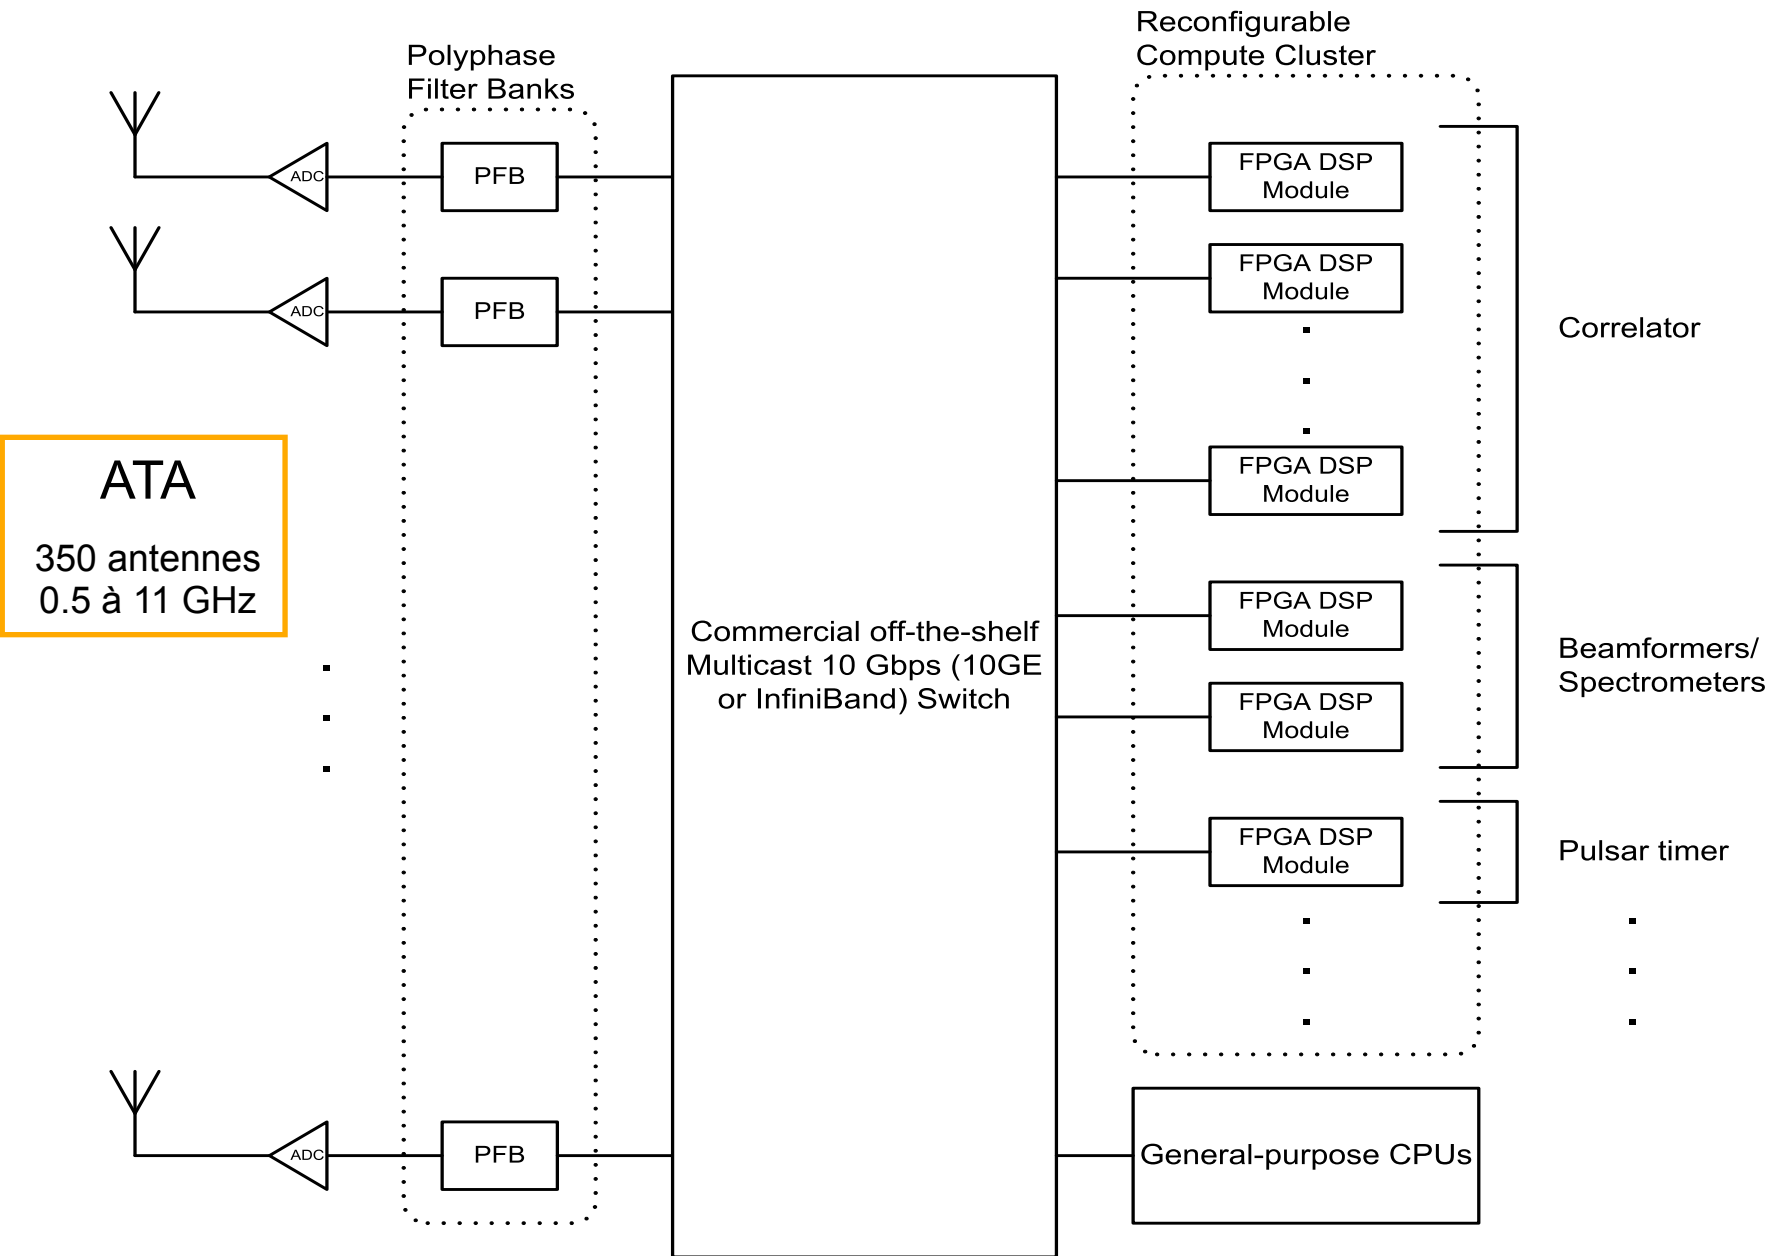 Polyphase
Filter Banks
Reconfigurable
Compute Cluster
ADC
PFB
FPGA DSP
Module
FPGA DSP
Module
ADC
PFB
Correlator
ATA
350 antennes
0.5 à 11 GHz
FPGA DSP
Module
Commercial off-the-shelf
Multicast 10 Gbps (10GE
or InfiniBand) Switch
FPGA DSP
Module
FPGA DSP
Module
Beamformers/
Spectrometers
FPGA DSP
Module
Pulsar timer
ADC
PFB
General-purpose CPUs